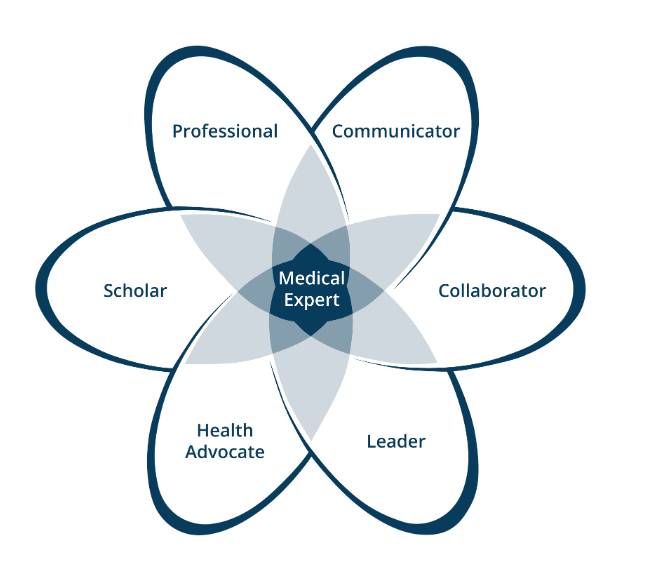 Professional
Communicator
Medical
Expert
Scholar
Collaborator
Health
Advocate
Leader